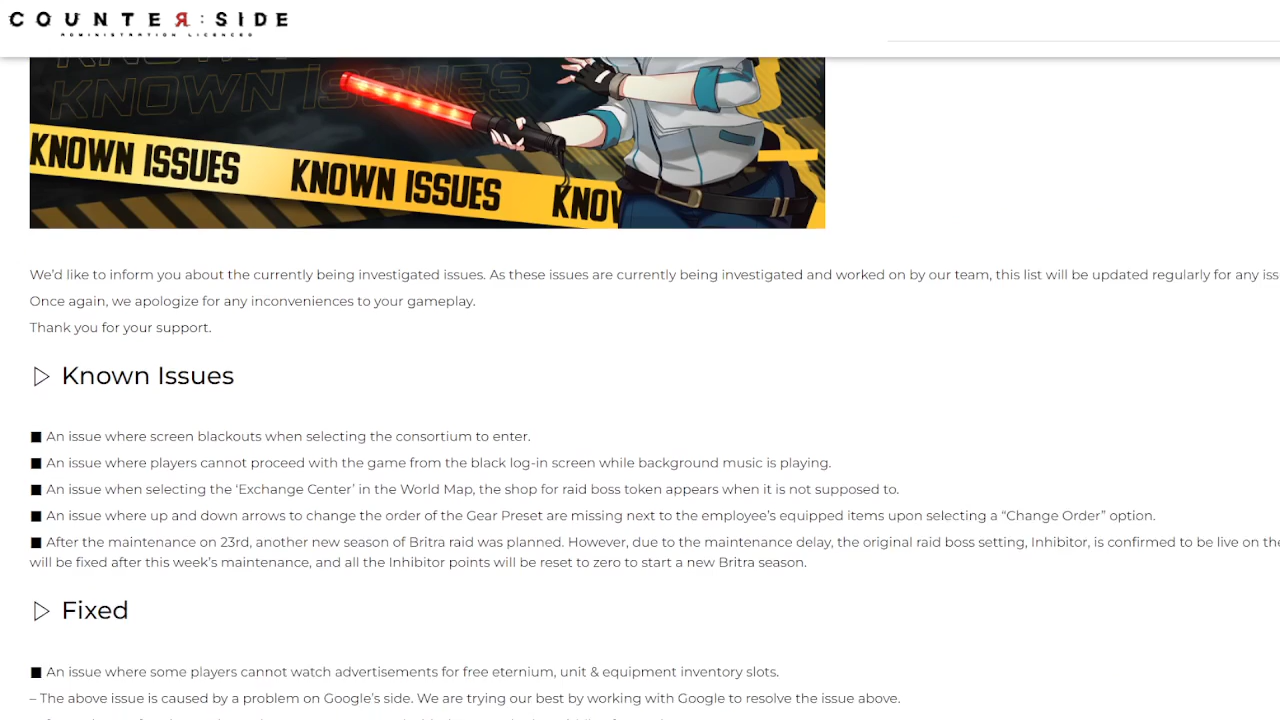 COUNTER:SIDE
ADMINISTRATION LICENCED
KNOWN ISSUES
KNOWN ISSUES KNOWN ISSUES KNOW
We'd like to inform you about the currently being investigated issues. As these issues are currently being investigated and worked on by our team, this list will be updated regularly for any iss
Once again, we apologize for any inconveniences to your gameplay.
Thank you for your support.
▷ Known Issues
■ An issue where screen blackouts when selecting the consortium to enter.
■ An issue where players cannot proceed with the game from the black log-in screen while background music is playing.
■ An issue when selecting the ‘Exchange Center’ in the World Map, the shop for raid boss token appears when it is not supposed to.
■ An issue where up and down arrows to change the order of the Gear Preset are missing next to the employee’s equipped items upon selecting a “Change Order” option.
■ After the maintenance on 23rd, another new season of Britra raid was planned. However, due to the maintenance delay, the original raid boss setting, Inhibitor, is confirmed to be live on the
will be fixed after this week’s maintenance, and all the Inhibitor points will be reset to zero to start a new Britra season.
▷ Fixed
■ An issue where some players cannot watch advertisements for free eternium, unit & equipment inventory slots.
– The above issue is caused by a problem on Google’s side. We are trying our best by working with Google to resolve the issue above.